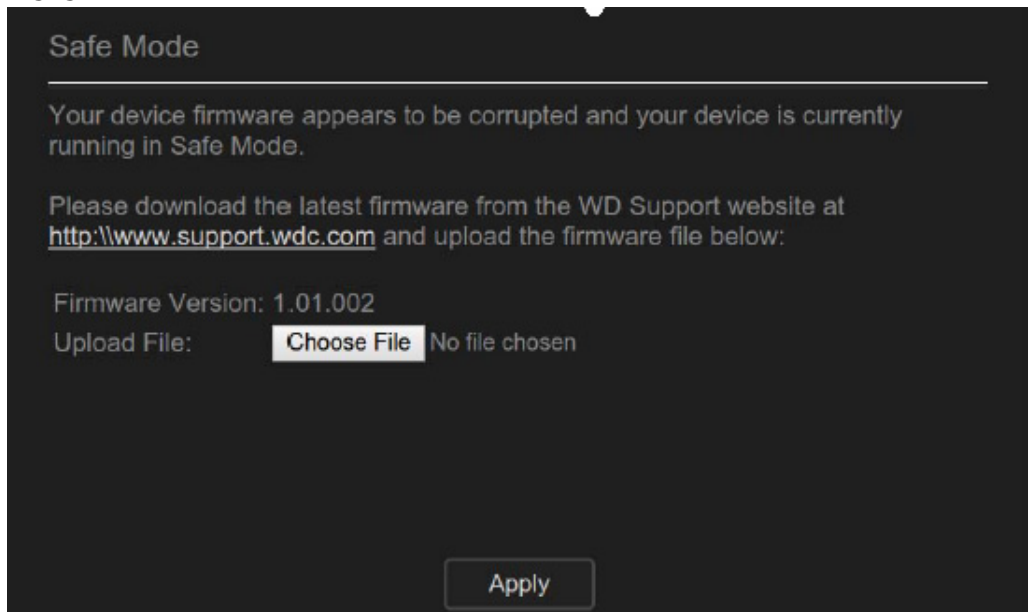 Safe Mode
Your device firmware appears to be corrupted and your device is currently
running in Safe Mode.
Please download the latest firmware from the WD Support website at
http:\\www.support.wdc.com and upload the firmware file below:
Firmware Version: 1.01.002
Upload File: Choose File No file chosen
Apply